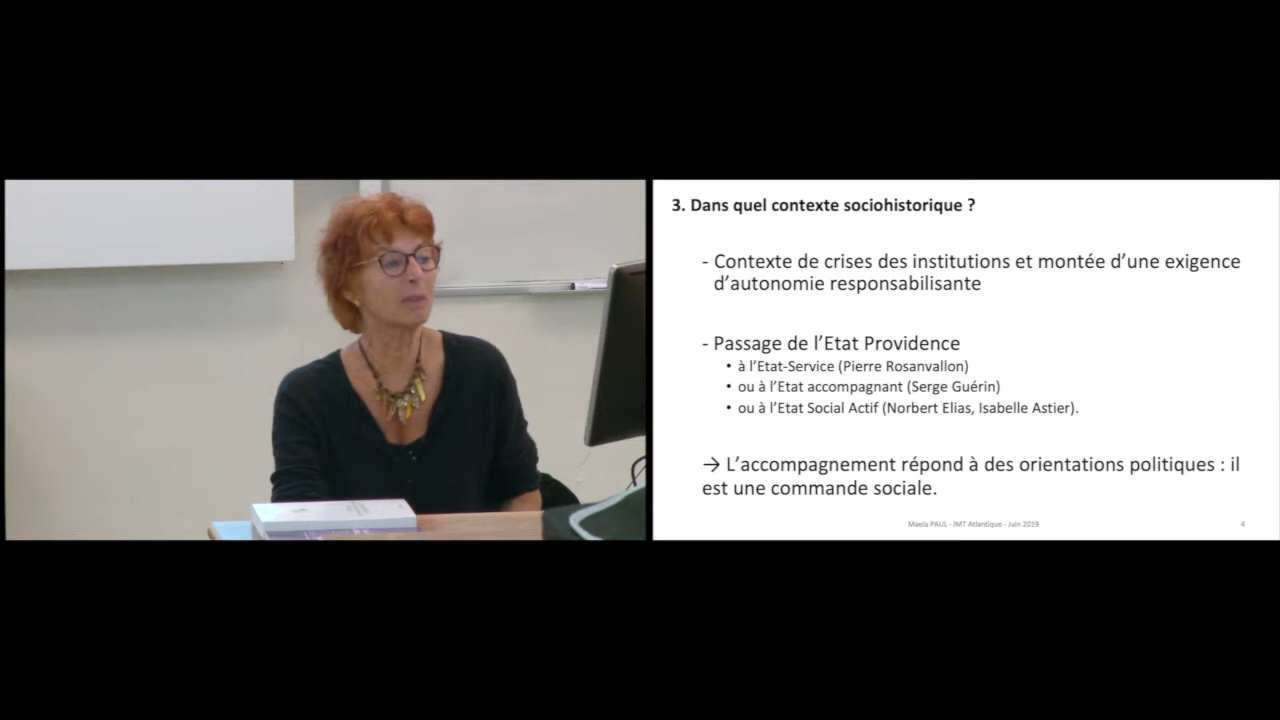 3. Dans quel contexte sociohistorique ?
- Contexte de crises des institutions et montée d’une exigence
d’autonomie responsabilisante
- Passage de l’Etat Providence
• à l’Etat-Service (Pierre Rosanvallon)
• ou à l’Etat accompagnant (Serge Guérin)
• ou à l’Etat Social Actif (Norbert Elias, Isabelle Astier).
→ L’accompagnement répond à des orientations politiques : il
est une commande sociale.
Maela PAUL - IMT Atlantique - Juin 2019
4